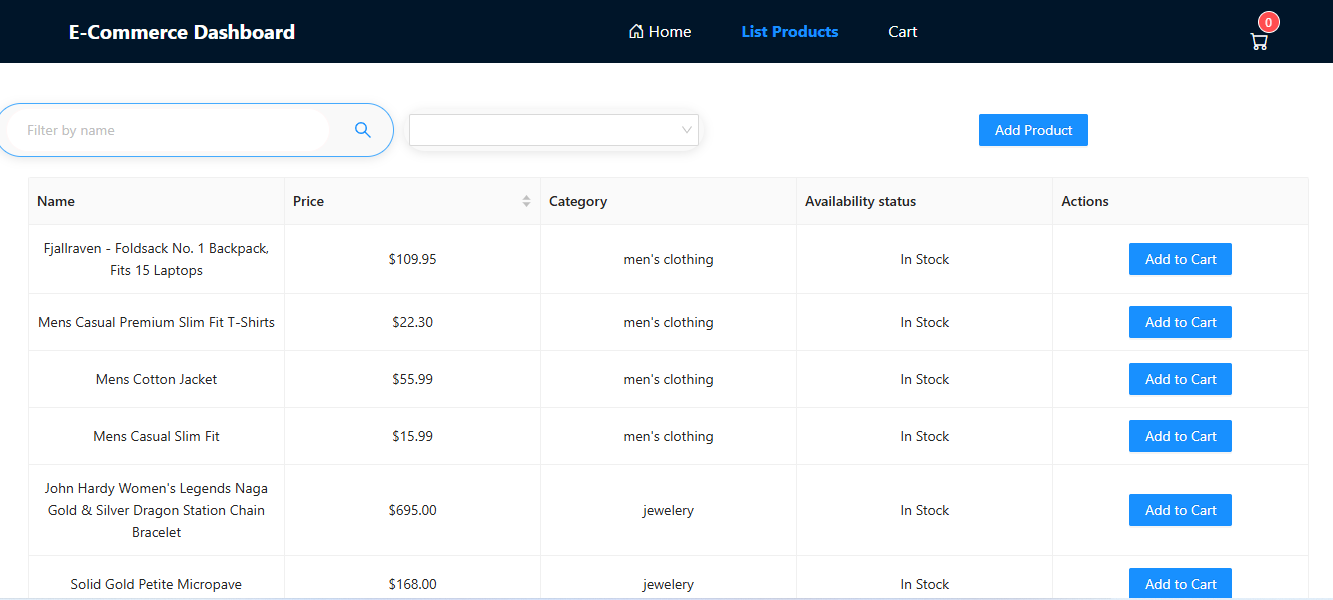 E-Commerce Dashboard
Home
List Products
Cart
0
Filter by name
Add Product
Name
Price
Category
Availability status
Actions
Fjallraven - Foldsack No. 1 Backpack,
Fits 15 Laptops
$109.95
men's clothing
In Stock
Add to Cart
Mens Casual Premium Slim Fit T-Shirts
$22.30
men's clothing
In Stock
Add to Cart
Mens Cotton Jacket
$55.99
men's clothing
In Stock
Add to Cart
Mens Casual Slim Fit
$15.99
men's clothing
In Stock
Add to Cart
John Hardy Women's Legends Naga
Gold & Silver Dragon Station Chain
Bracelet
$695.00
jewelery
In Stock
Add to Cart
Solid Gold Petite Micropave
$168.00
jewelery
In Stock
Add to Cart